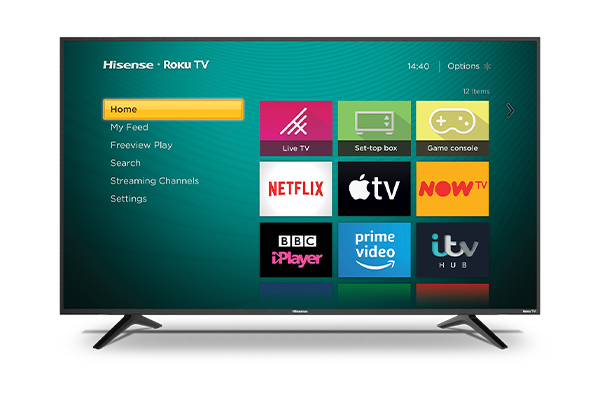 Hisense • Roku TV
14:40
Options
12 Items
Home
My Feed
Freeview Play
Search
Streaming Channels
Settings
Live TV
Set-top box
Game console
NETFLIX
tv
NOW TV
BBC
iPlayer
prime
video
itv
HUB
Hisense
Roku TV